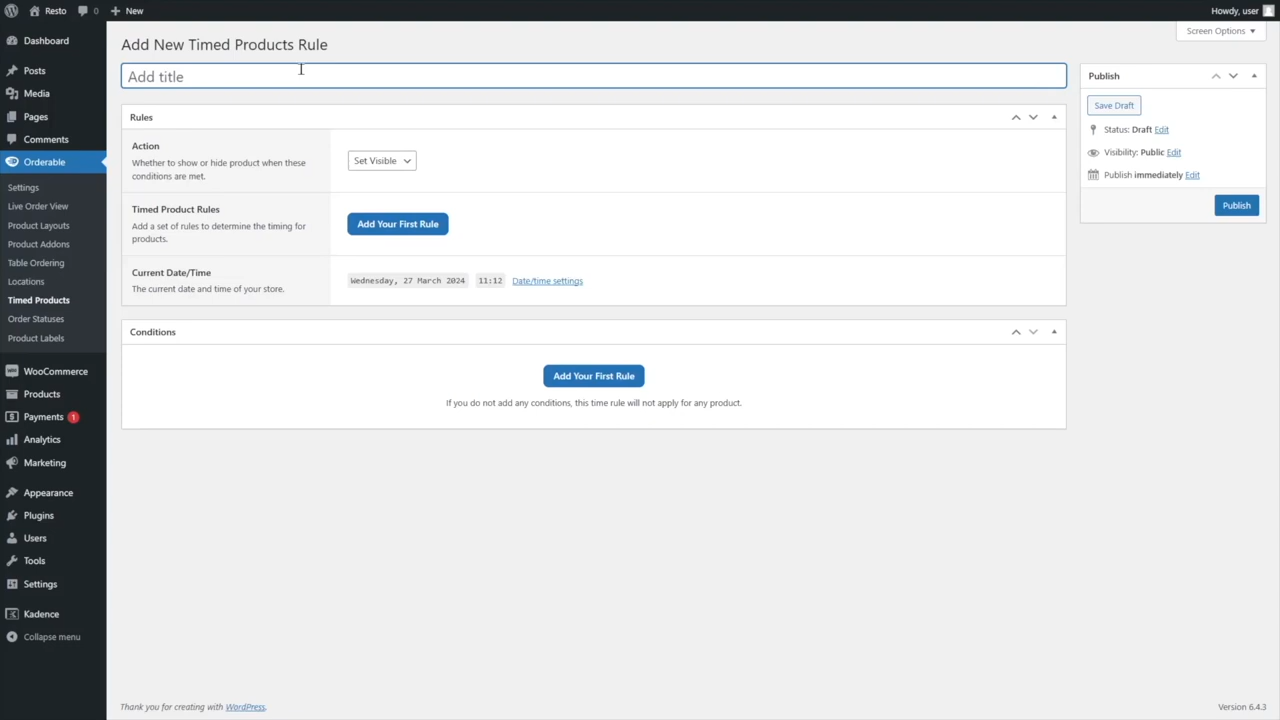 Resto
0
New
Howdy, user
Screen Options
Dashboard
Posts
Media
Pages
Comments
Orderable
Settings
Live Order View
Product Layouts
Product Addons
Table Ordering
Locations
Timed Products
Order Statuses
Product Labels
WooCommerce
Products
Payments 1
Analytics
Marketing
Appearance
Plugins
Users
Tools
Settings
Kadence
Collapse menu
Add New Timed Products Rule
Add title
Rules
Action
Whether to show or hide product when these
conditions are met.
Set Visible
Timed Product Rules
Add a set of rules to determine the timing for
products.
Add Your First Rule
Current Date/Time
The current date and time of your store.
Wednesday, 27 March 2024 11:12 Date/time settings
Conditions
Add Your First Rule
If you do not add any conditions, this time rule will not apply for any product.
Publish
Save Draft
Status: Draft Edit
Visibility: Public Edit
Publish immediately Edit
Publish
Thank you for creating with WordPress.
Version 6.4.3